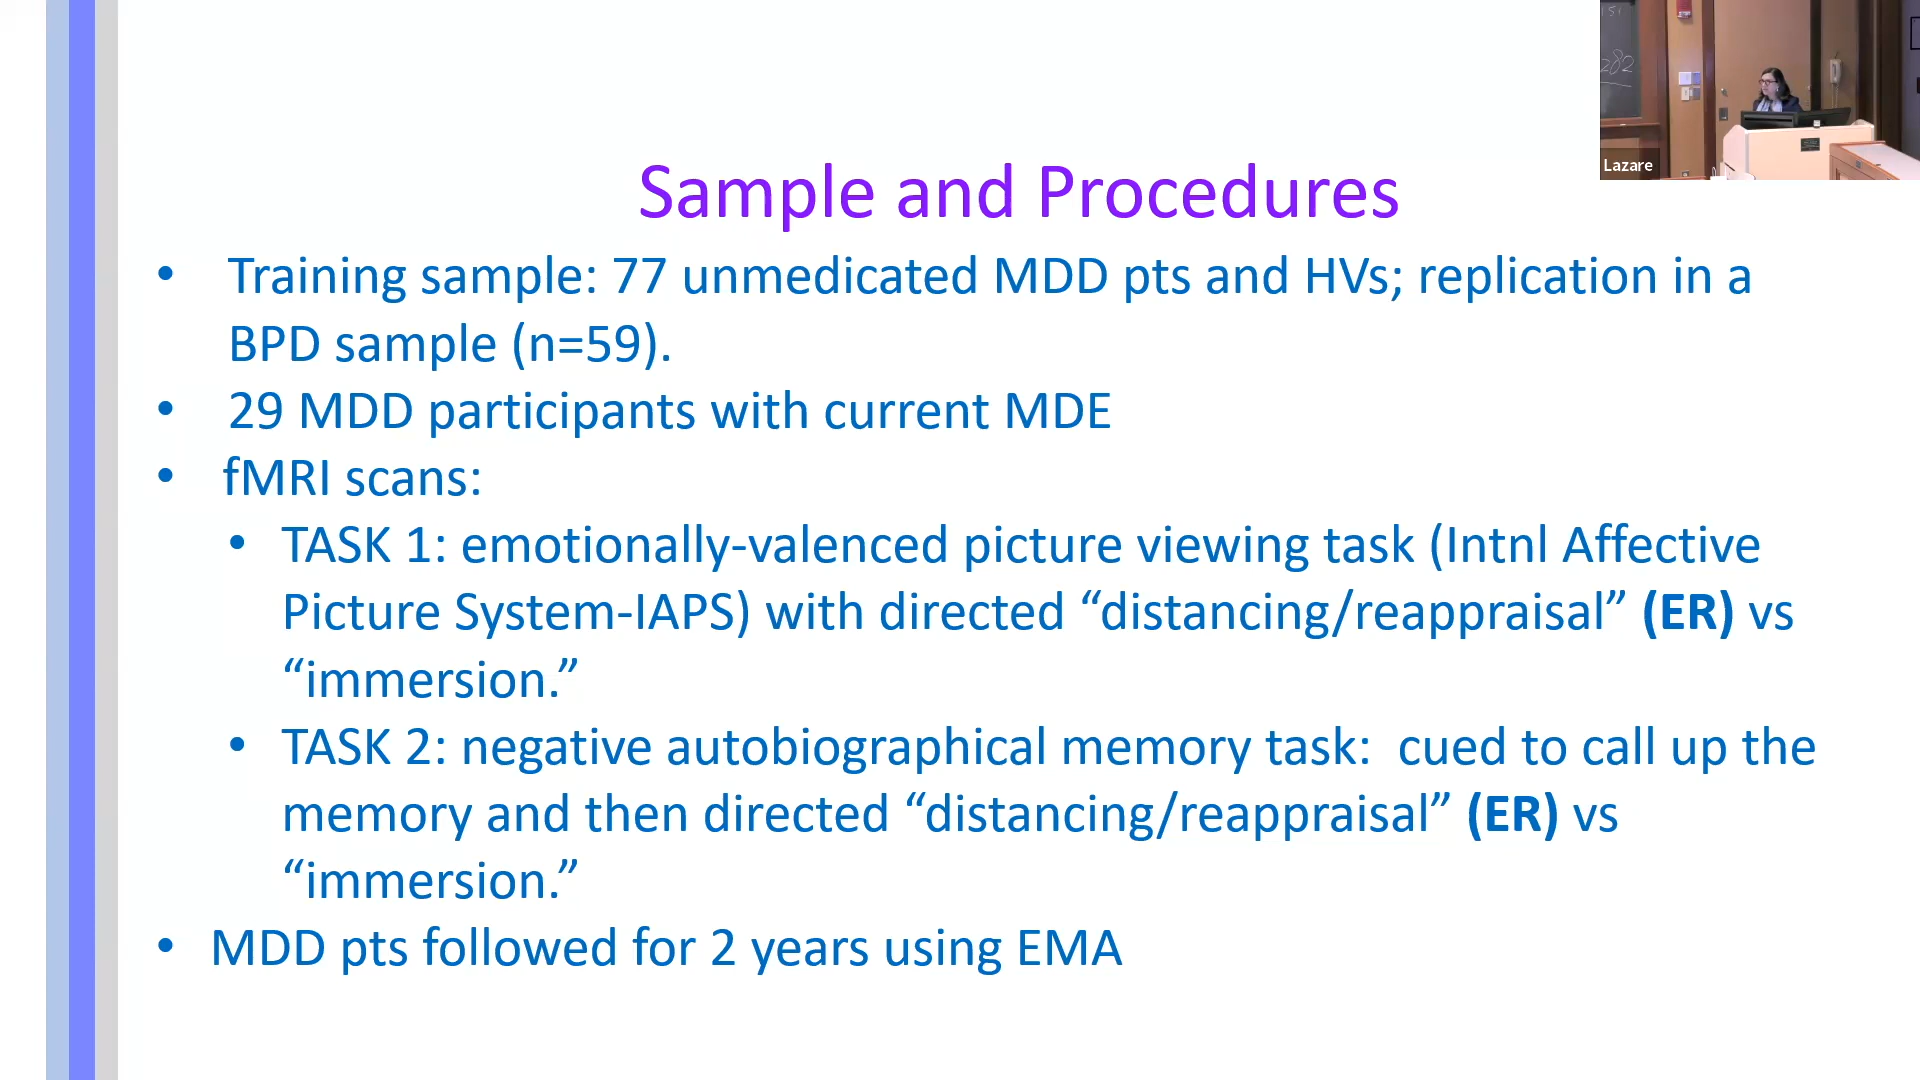 Sample and Procedures
• Training sample: 77 unmedicated MDD pts and HVs; replication in a
BPD sample (n=59).
• 29 MDD participants with current MDE
• fMRI scans:
• TASK 1: emotionally-valenced picture viewing task (Intnl Affective
Picture System-IAPS) with directed “distancing/reappraisal” (ER) vs
“immersion.”
• TASK 2: negative autobiographical memory task:  cued to call up the
memory and then directed “distancing/reappraisal” (ER) vs
“immersion.”
• MDD pts followed for 2 years using EMA
282
Lazare